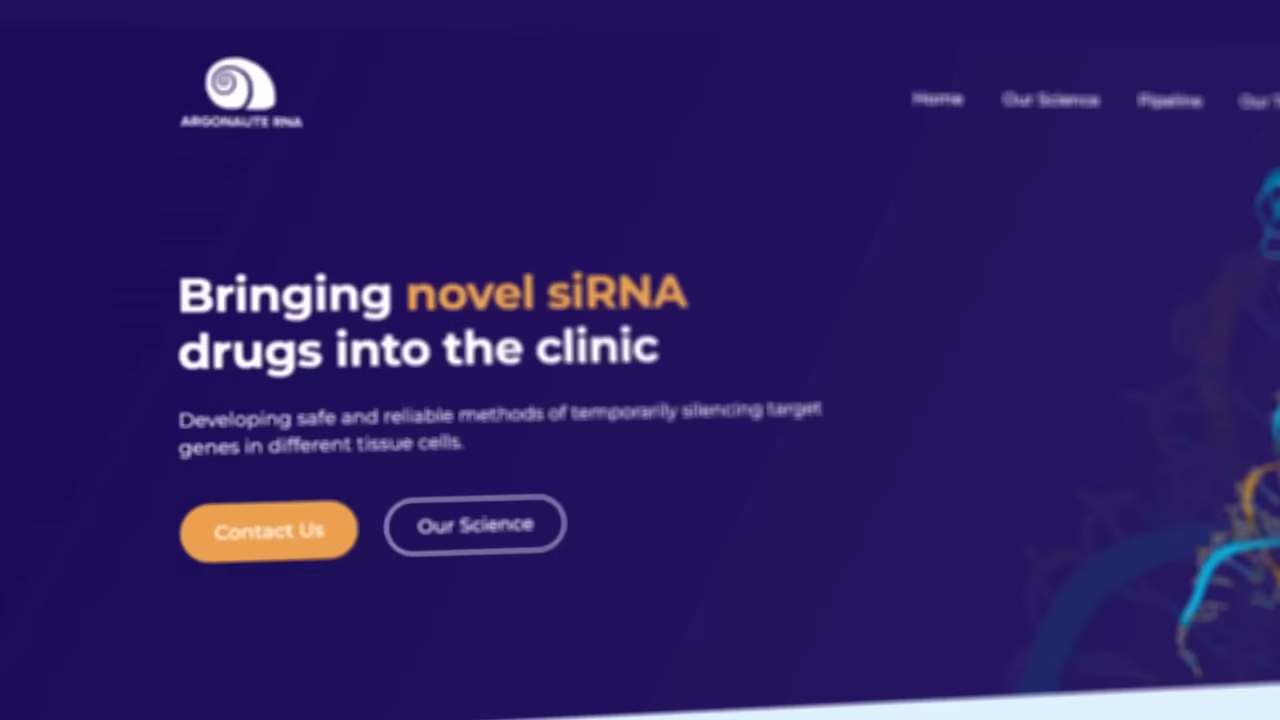 ARGONAUTE RNA
Home Our Science Pipeline Our
Bringing novel siRNA
drugs into the clinic
Developing safe and reliable methods of temporarily silencing target
genes in different tissue cells.
Contact Us Our Science